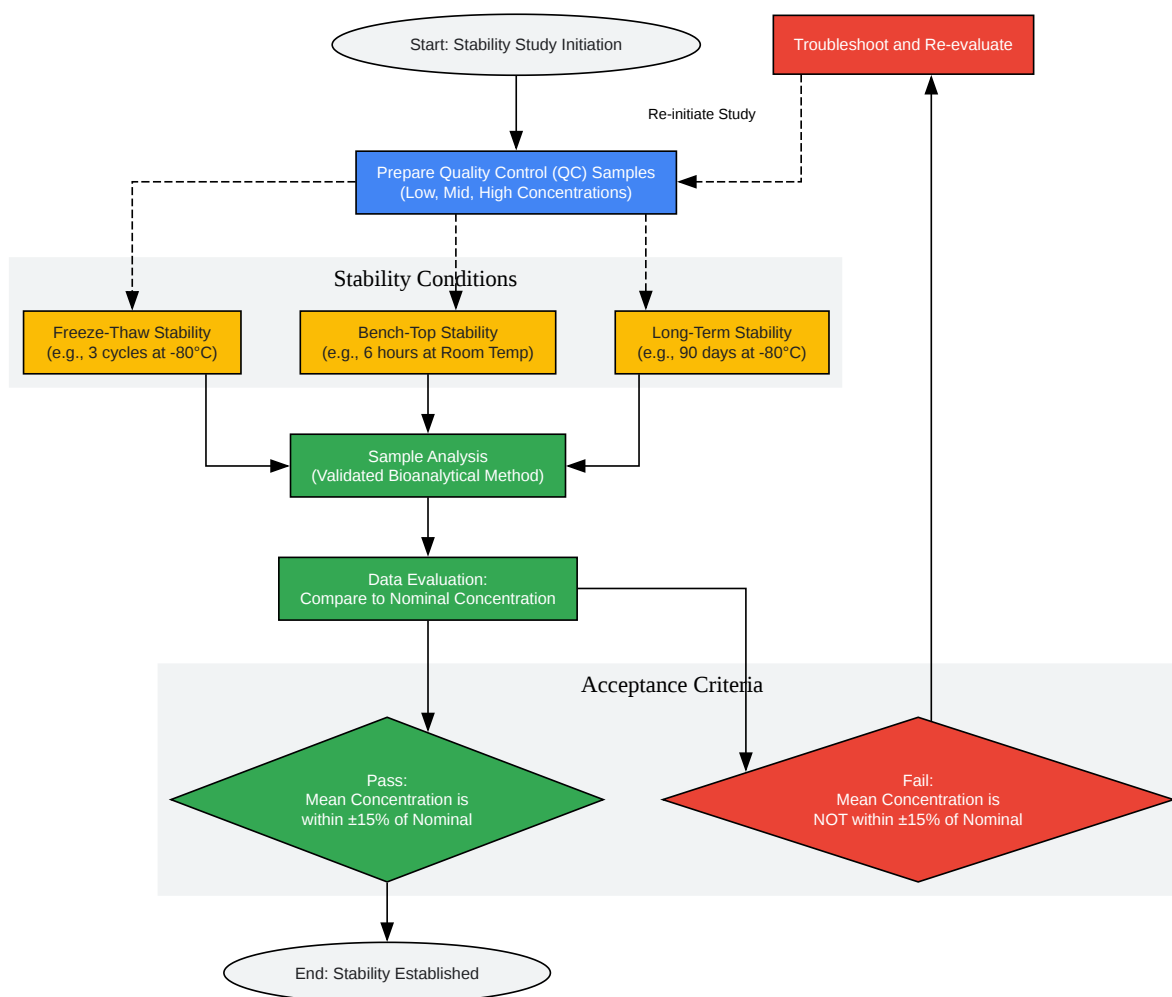 Start: Stability Study Initiation
Troubleshoot and Re-evaluate
Re-initiate Study
Prepare Quality Control (QC) Samples
(Low, Mid, High Concentrations)
Stability Conditions
Freeze-Thaw Stability
(e.g., 3 cycles at -80°C)
Bench-Top Stability
(e.g., 6 hours at Room Temp)
Long-Term Stability
(e.g., 90 days at -80°C)
Sample Analysis
(Validated Bioanalytical Method)
Data Evaluation:
Compare to Nominal Concentration
Acceptance Criteria
Pass:
Mean Concentration is
within ±15% of Nominal
Fail:
Mean Concentration is
NOT within ±15% of Nominal
End: Stability Established